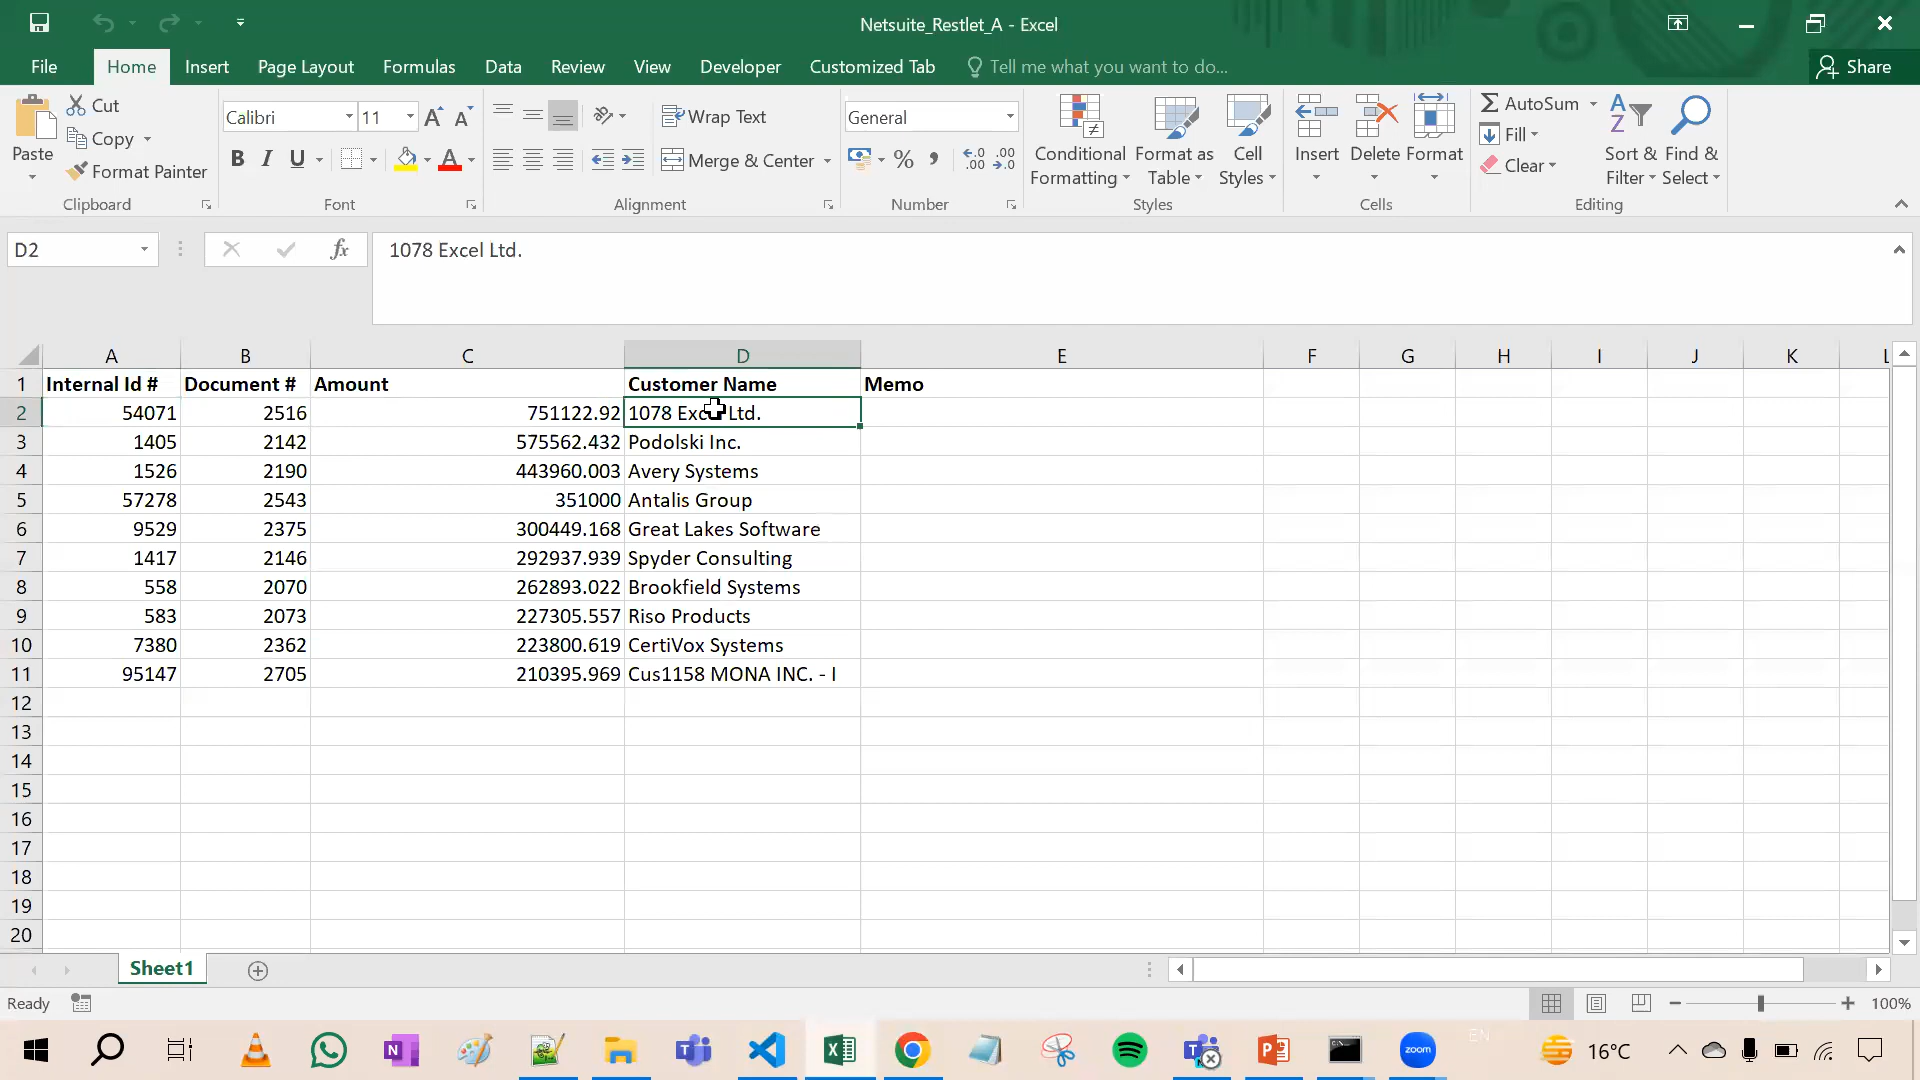 Netsuite_Restlet_A - Excel
File Home Insert Page Layout Formulas Data Review View Developer Customized Tab Tell me what you want to do... Share
Paste
Cut
Copy
Format Painter
Clipboard
Calibri 11
B I U
Font
Wrap Text
Merge & Center
Alignment
General
% , .00
Number
Conditional Formatting
Format as Table
Cell Styles
Styles
Insert Delete Format
Cells
AutoSum
Fill
Clear
Sort & Filter
Find & Select
Editing
D2 fx 1078 Excel Ltd.
A B C D E F G H I J K L
1 Internal Id # Document # Amount Customer Name Memo
2 54071 2516 751122.92 1078 Excel Ltd.
3 1405 2142 575562.432 Podolski Inc.
4 1526 2190 443960.003 Avery Systems
5 57278 2543 351000 Antalis Group
6 9529 2375 300449.168 Great Lakes Software
7 1417 2146 292937.939 Spyder Consulting
8 558 2070 262893.022 Brookfield Systems
9 583 2073 227305.557 Riso Products
10 7380 2362 223800.619 CertiVox Systems
11 95147 2705 210395.969 Cus1158 MONA INC. - I
12
13
14
15
16
17
18
19
20
Sheet1
Ready 100%
zoom EN 16°C